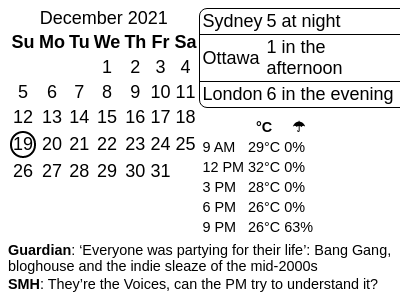 December 2021
Su Mo Tu We Th Fr Sa
1 2 3 4
5 6 7 8 9 10 11
12 13 14 15 16 17 18
19 20 21 22 23 24 25
26 27 28 29 30 31
Sydney 5 at night
Ottawa 1 in the
afternoon
London 6 in the evening
°C ☂
9 AM 29°C 0%
12 PM 32°C 0%
3 PM 28°C 0%
6 PM 26°C 0%
9 PM 26°C 63%
Guardian: ‘Everyone was partying for their life’: Bang Gang,
bloghouse and the indie sleaze of the mid-2000s
SMH: They’re the Voices, can the PM try to understand it?